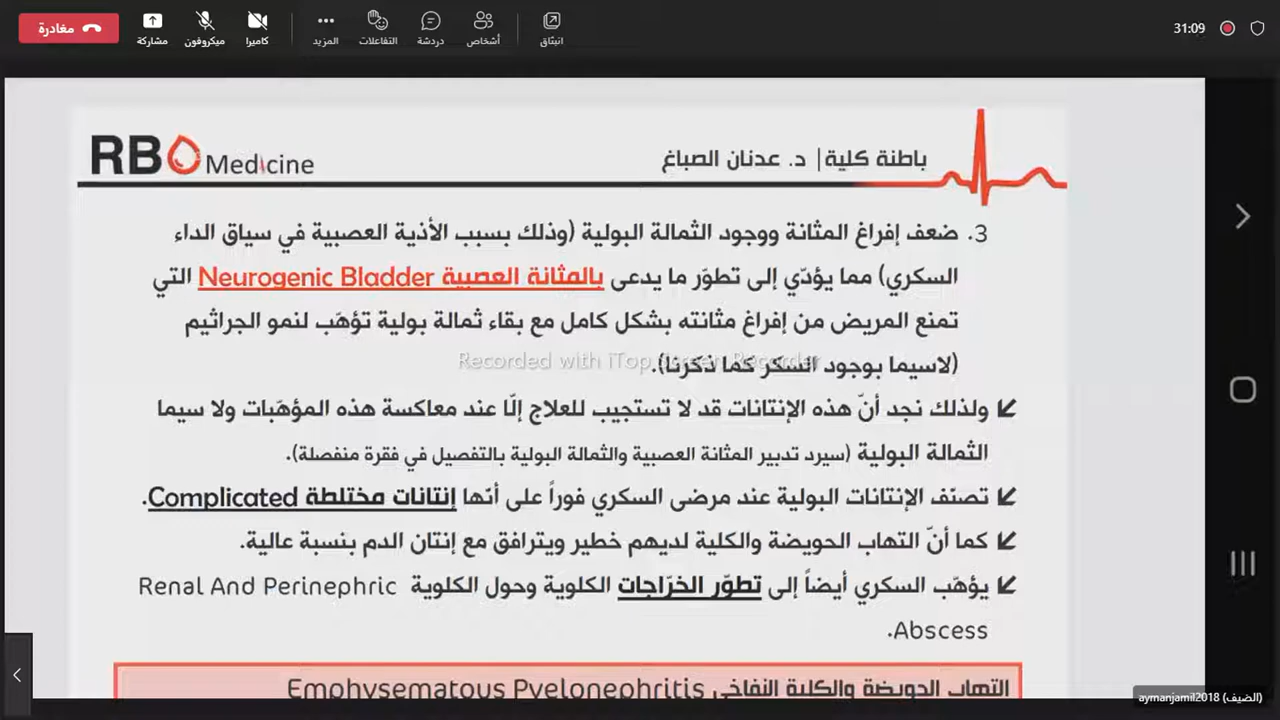 مغادرة
مشاركة
ميكروفون
كاميرا
المزيد
التفاعلات
دردشة
أشخاص
انبثاق
31:09
RBO Medicine
باطنة كلية| د. عدنان الصباغ
3. ضعف إفراغ المثانة ووجود الثمالة البولية (وذلك بسبب الأذية العصبية في سياق الداء
السكري) مما يؤدّي إلى تطوّر ما يدعى بالمثانة العصبية Neurogenic Bladder التي
تمنع المريض من إفراغ مثانته بشكل كامل مع بقاء ثمالة بولية تؤهّب لنمو الجراثيم
(لاسيما بوجود السكر كما ذكرنا).
Recorded with iTop Screen Recorder
ولذلك نجد أنّ هذه الإنتانات قد لا تستجيب للعلاج إلّا عند معاكسة هذه المؤهّبات ولا سيما
الثمالة البولية (سيرد تدبير المثانة العصبية والثمالة البولية بالتفصيل في فقرة منفصلة).
تصنّف الإنتانات البولية عند مرضى السكري فوراً على أنّها إنتانات مختلطة Complicated.
كما أنّ التهاب الحويضة والكلية لديهم خطير ويترافق مع إنتان الدم بنسبة عالية.
يؤهّب السكري أيضاً إلى تطوّر الخرّاجات الكلوية وحول الكلوية Renal And Perinephric
Abscess.
التهاب الحويضة والكلية النفاخي Emphysematous Pyelonephritis
aymanjamil2018 (الضيف)